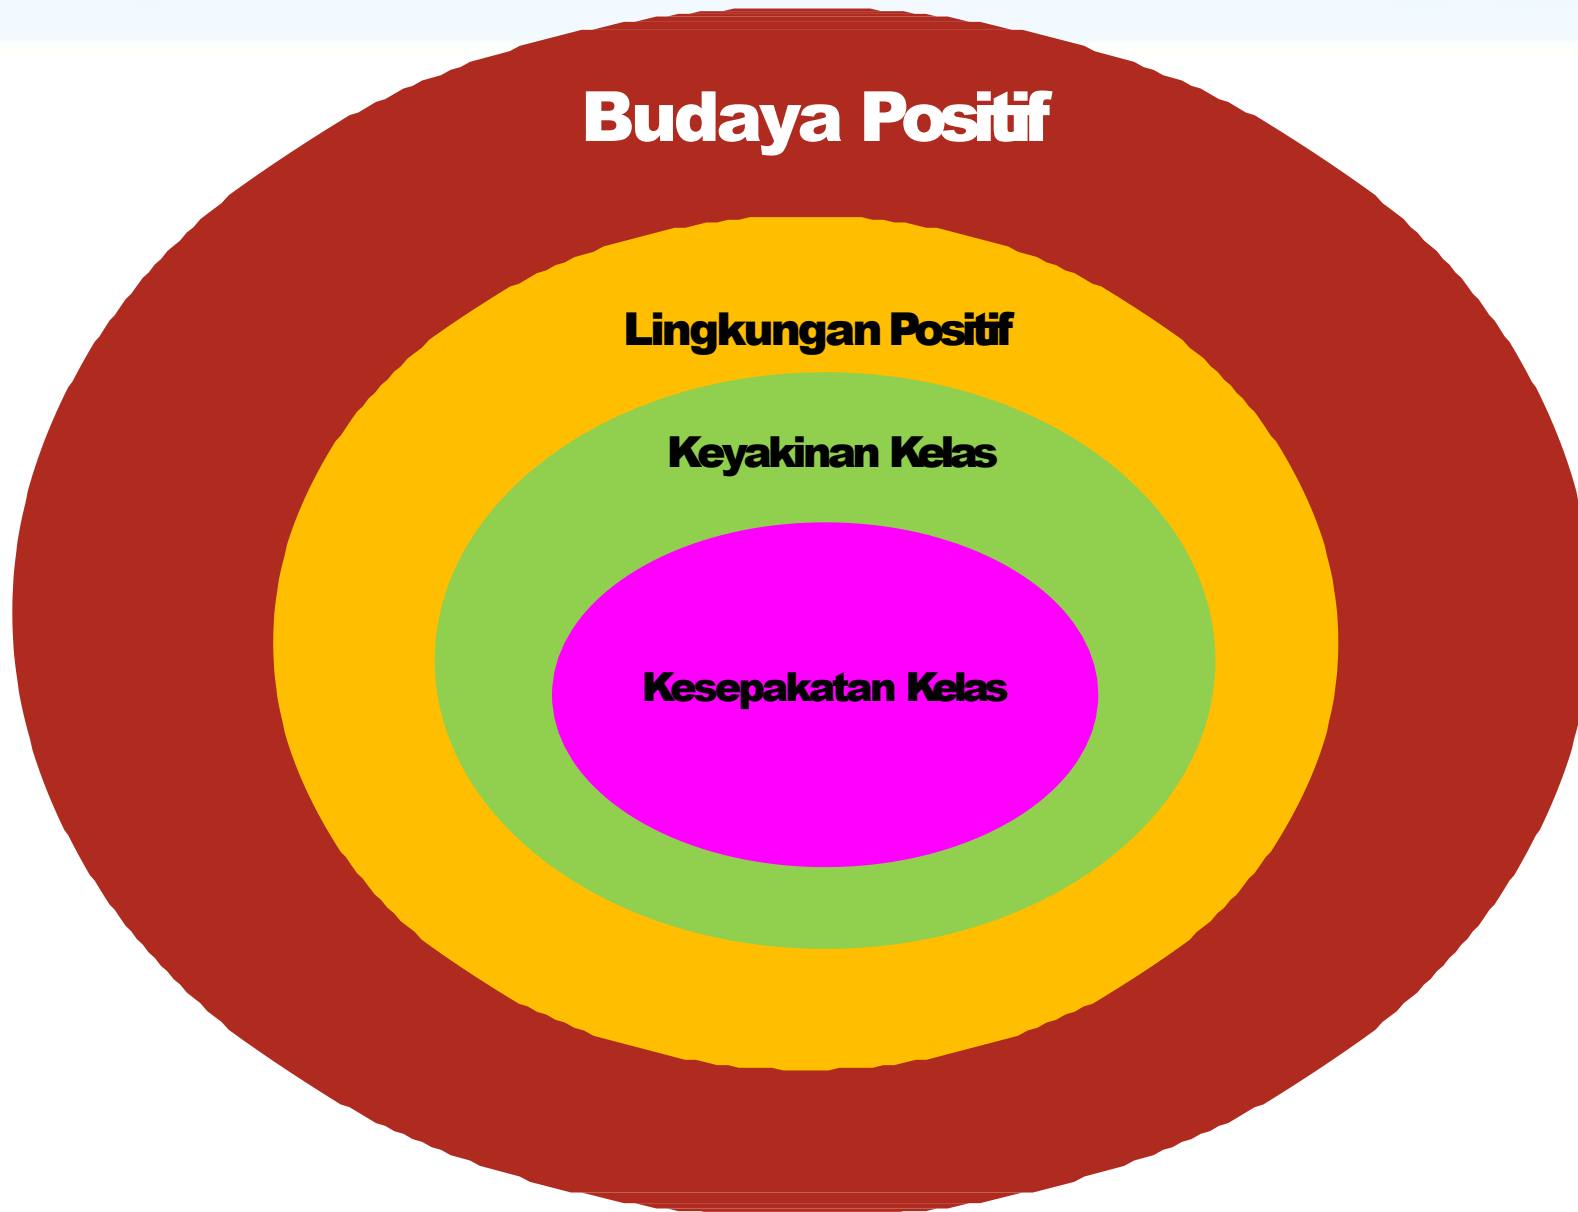 Budaya Positif
Lingkungan Positif
Keyakinan Kelas
Kesepakatan Kelas